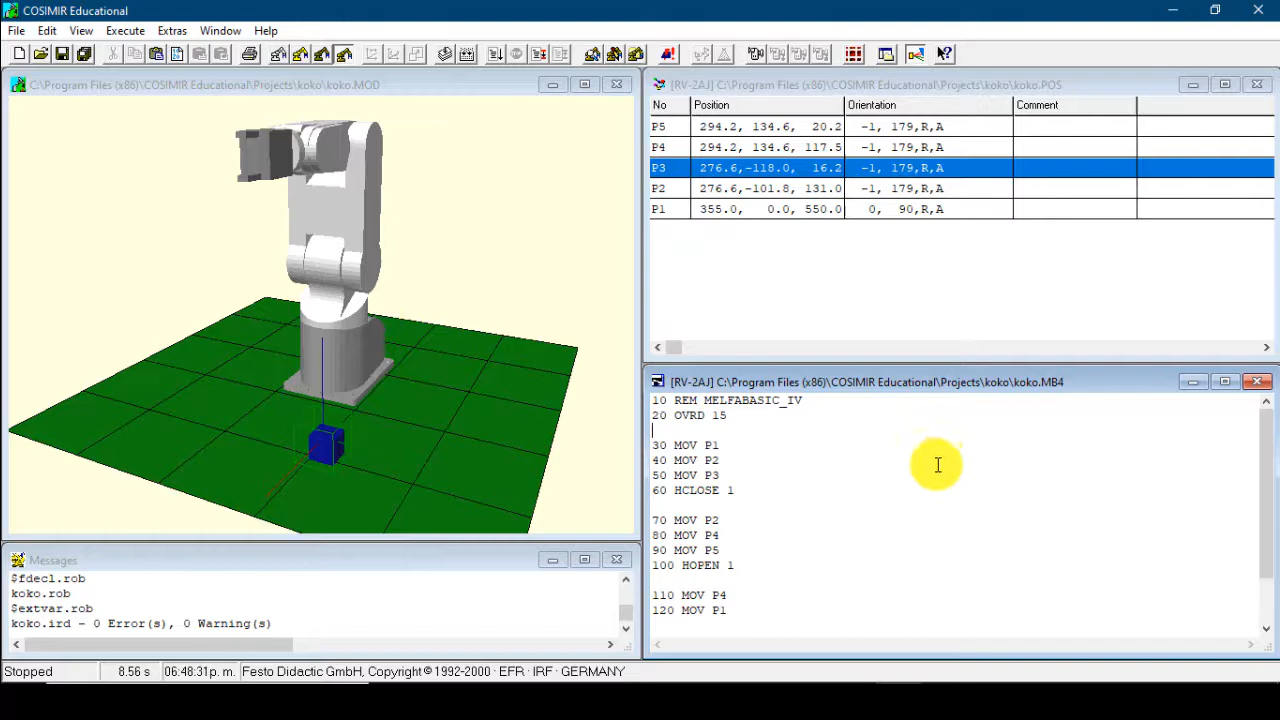 COSIMIR Educational
File Edit View Execute Extras Window Help
C:\Program Files (x86)\COSIMIR Educational\Projects\koko\koko.MOD
[RV-2AJ] C:\Program Files (x86)\COSIMIR Educational\Projects\koko\koko.POS
No Position Orientation Comment
P5 294.2, 134.6, 20.2 -1, 179,R,A
P4 294.2, 134.6, 117.5 -1, 179,R,A
P3 276.6,-118.0, 16.2 -1, 179,R,A
P2 276.6,-101.8, 131.0 -1, 179,R,A
P1 355.0, 0.0, 550.0 0, 90,R,A
[RV-2AJ] C:\Program Files (x86)\COSIMIR Educational\Projects\koko\koko.MB4
10 REM MELFABASIC_IV
20 OVRD 15
30 MOV P1
40 MOV P2
50 MOV P3
60 HCLOSE 1
70 MOV P2
80 MOV P4
90 MOV P5
100 HOPEN 1
110 MOV P4
120 MOV P1
Messages
$fdecl.rob
koko.rob
$extvar.rob
koko.ird - 0 Error(s), 0 Warning(s)
Stopped 8.56 s 06:48:31p. m. Festo Didactic GmbH, Copyright © 1992-2000 - EFR - IRF - GERMANY